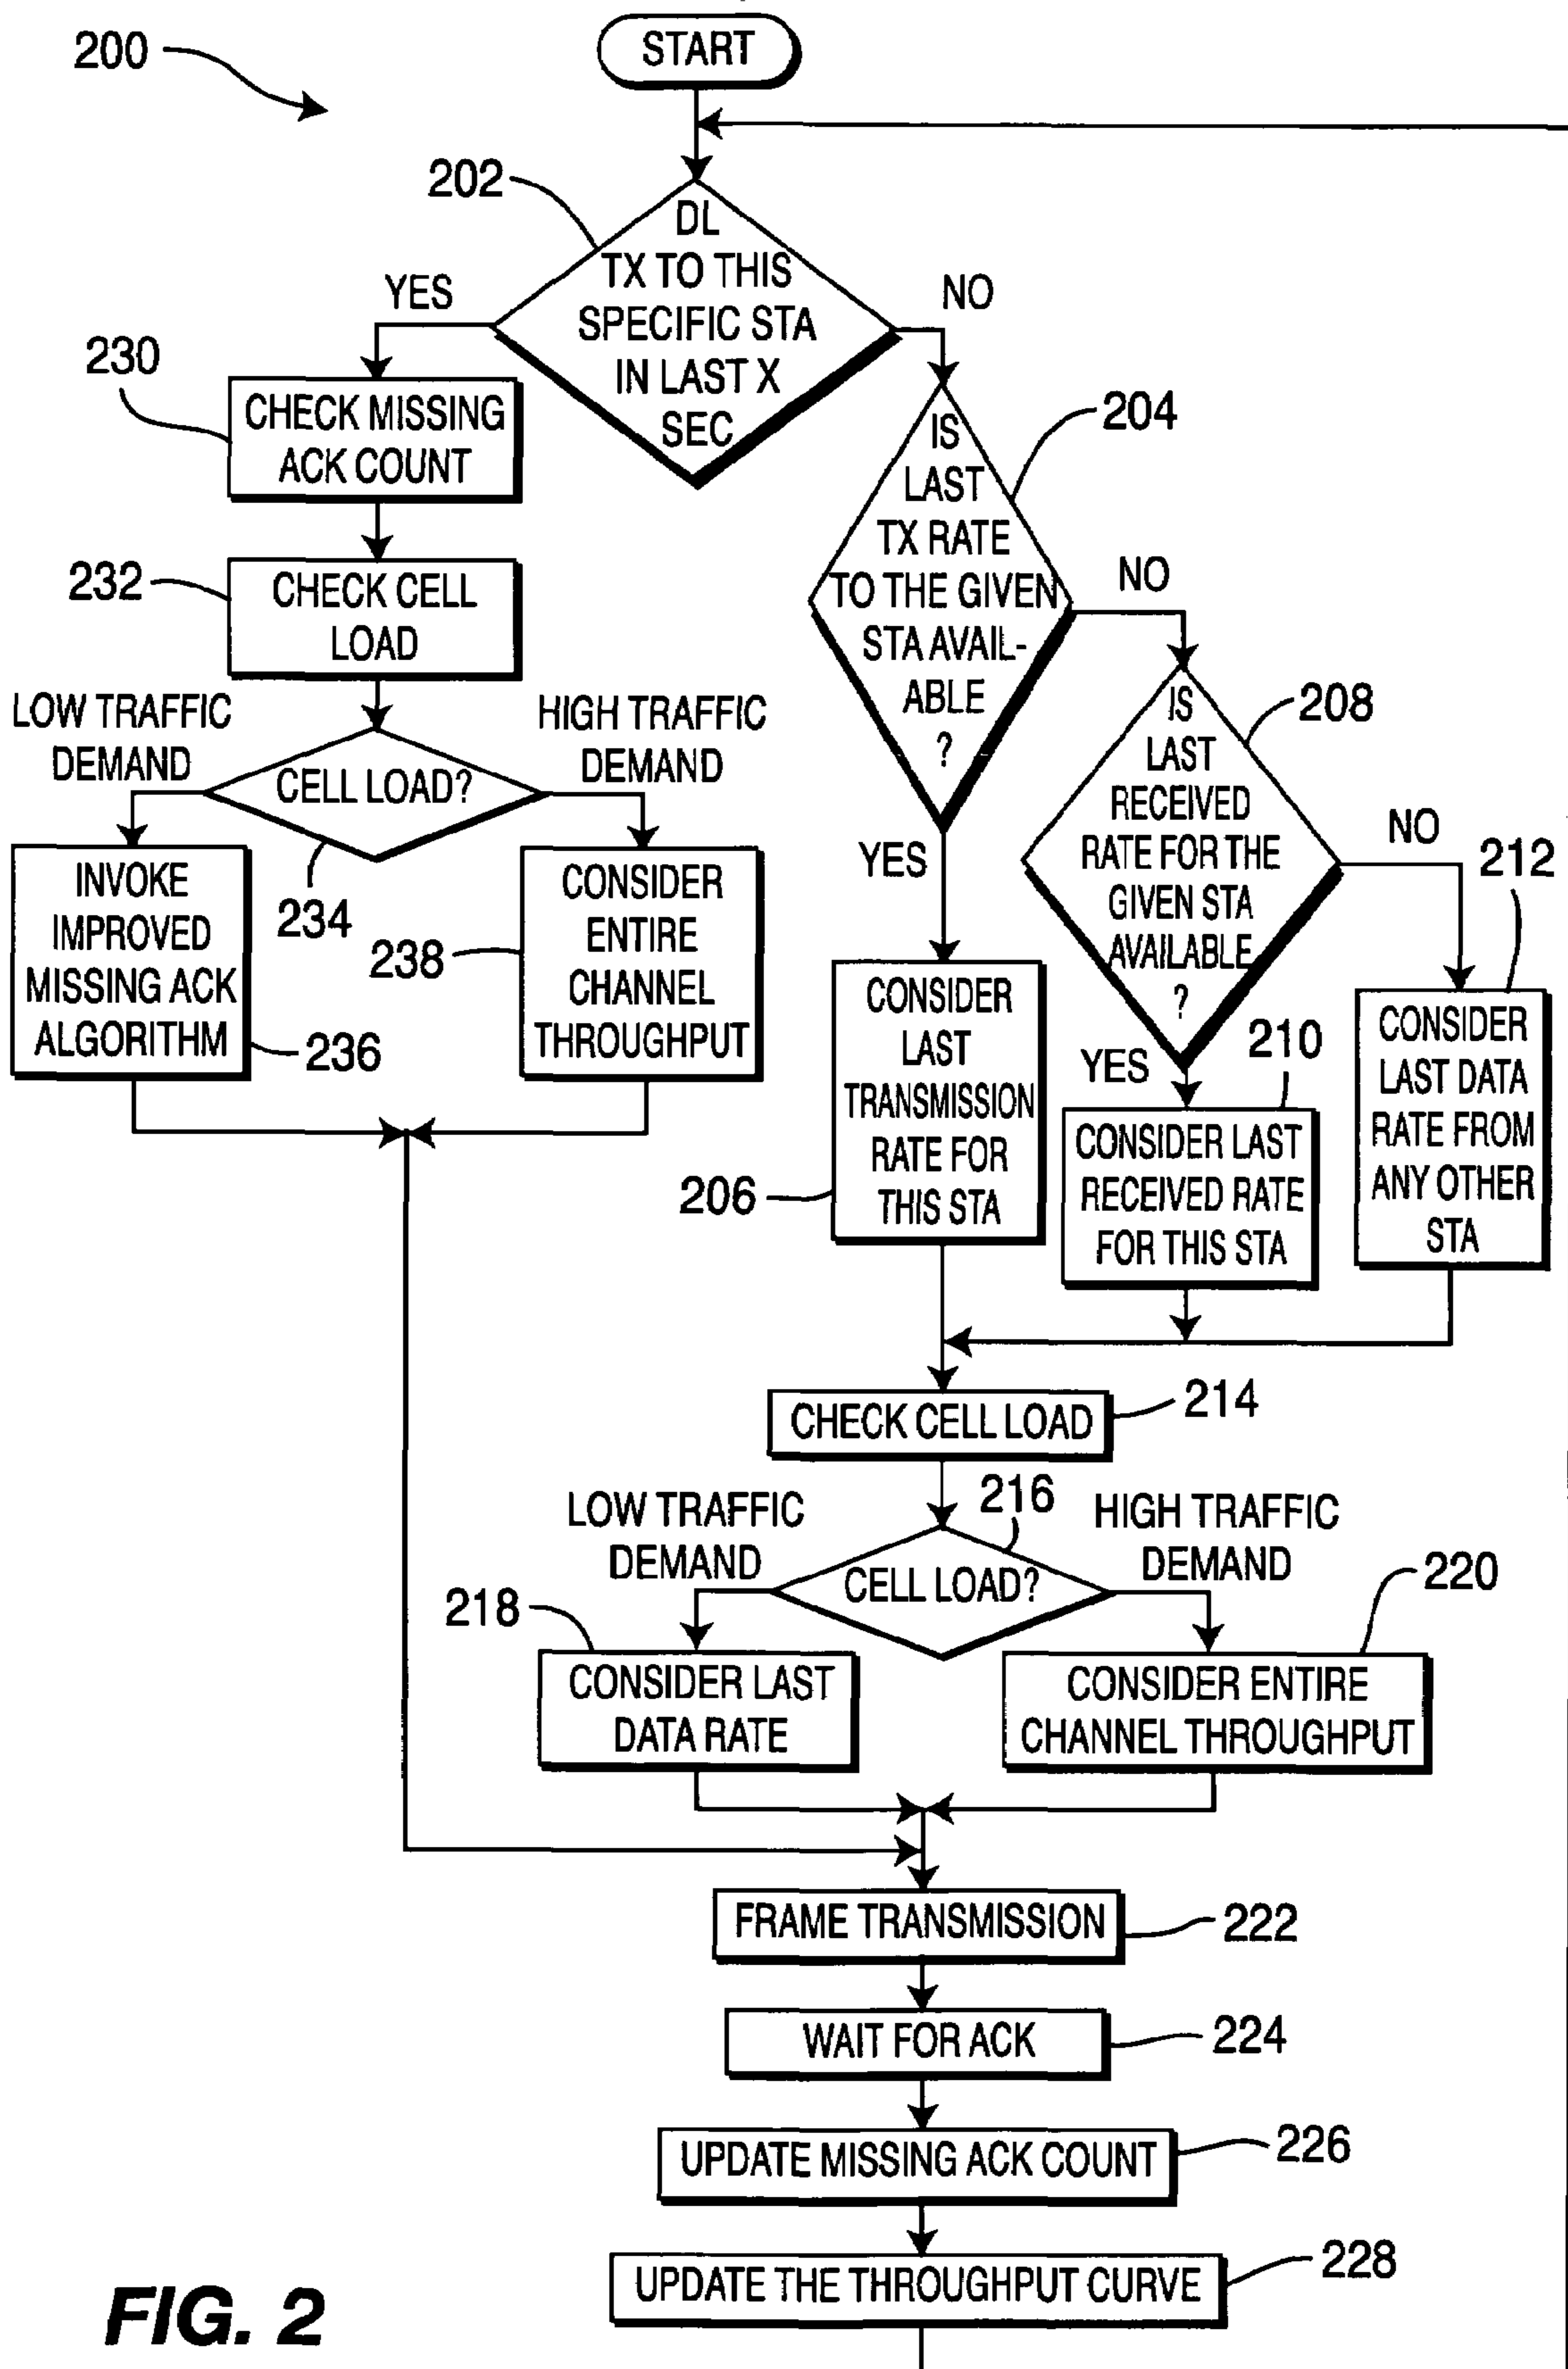 200
START
202
DL
TX TO THIS
SPECIFIC STA
IN LAST X
SEC
YES
NO
230
CHECK MISSING
ACK COUNT
204
IS
LAST
TX RATE
TO THE GIVEN
STA AVAIL-
ABLE
?
NO
232
CHECK CELL
LOAD
LOW TRAFFIC
DEMAND
HIGH TRAFFIC
DEMAND
CELL LOAD?
234
208
IS
LAST
RECEIVED
RATE FOR THE
GIVEN STA
AVAILABLE
?
YES
NO
212
INVOKE
IMPROVED
MISSING ACK
ALGORITHM
236
238
CONSIDER
ENTIRE
CHANNEL
THROUGHPUT
CONSIDER
LAST
TRANSMISSION
RATE FOR
THIS STA
206
YES
210
CONSIDER LAST
RECEIVED RATE
FOR THIS STA
CONSIDER
LAST DATA
RATE FROM
ANY OTHER
STA
CHECK CELL LOAD
214
216
LOW TRAFFIC
DEMAND
HIGH TRAFFIC
DEMAND
CELL LOAD?
218
220
CONSIDER LAST
DATA RATE
CONSIDER ENTIRE
CHANNEL THROUGHPUT
FRAME TRANSMISSION
222
WAIT FOR ACK
224
UPDATE MISSING ACK COUNT
226
UPDATE THE THROUGHPUT CURVE
228
FIG. 2